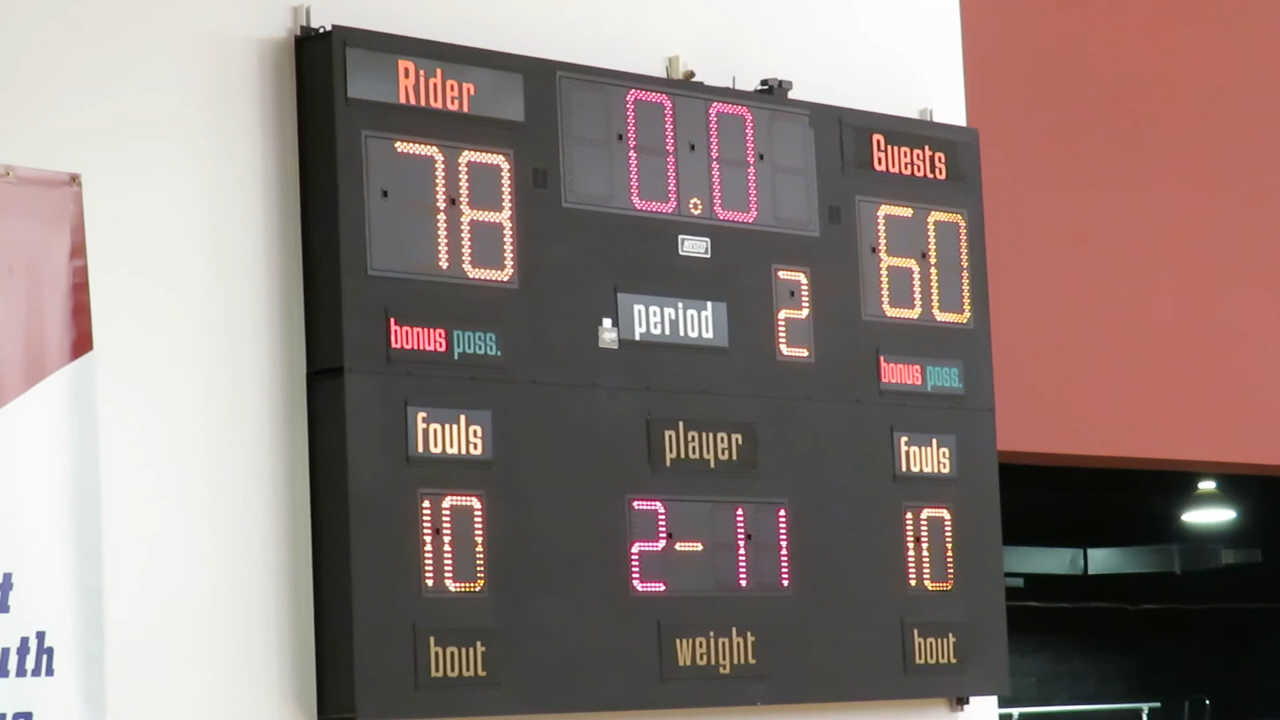 Rider
0.0
Guests
78
60
period
2
bonus poss.
bonus poss.
fouls
player
fouls
10
2-11
10
bout
weight
bout